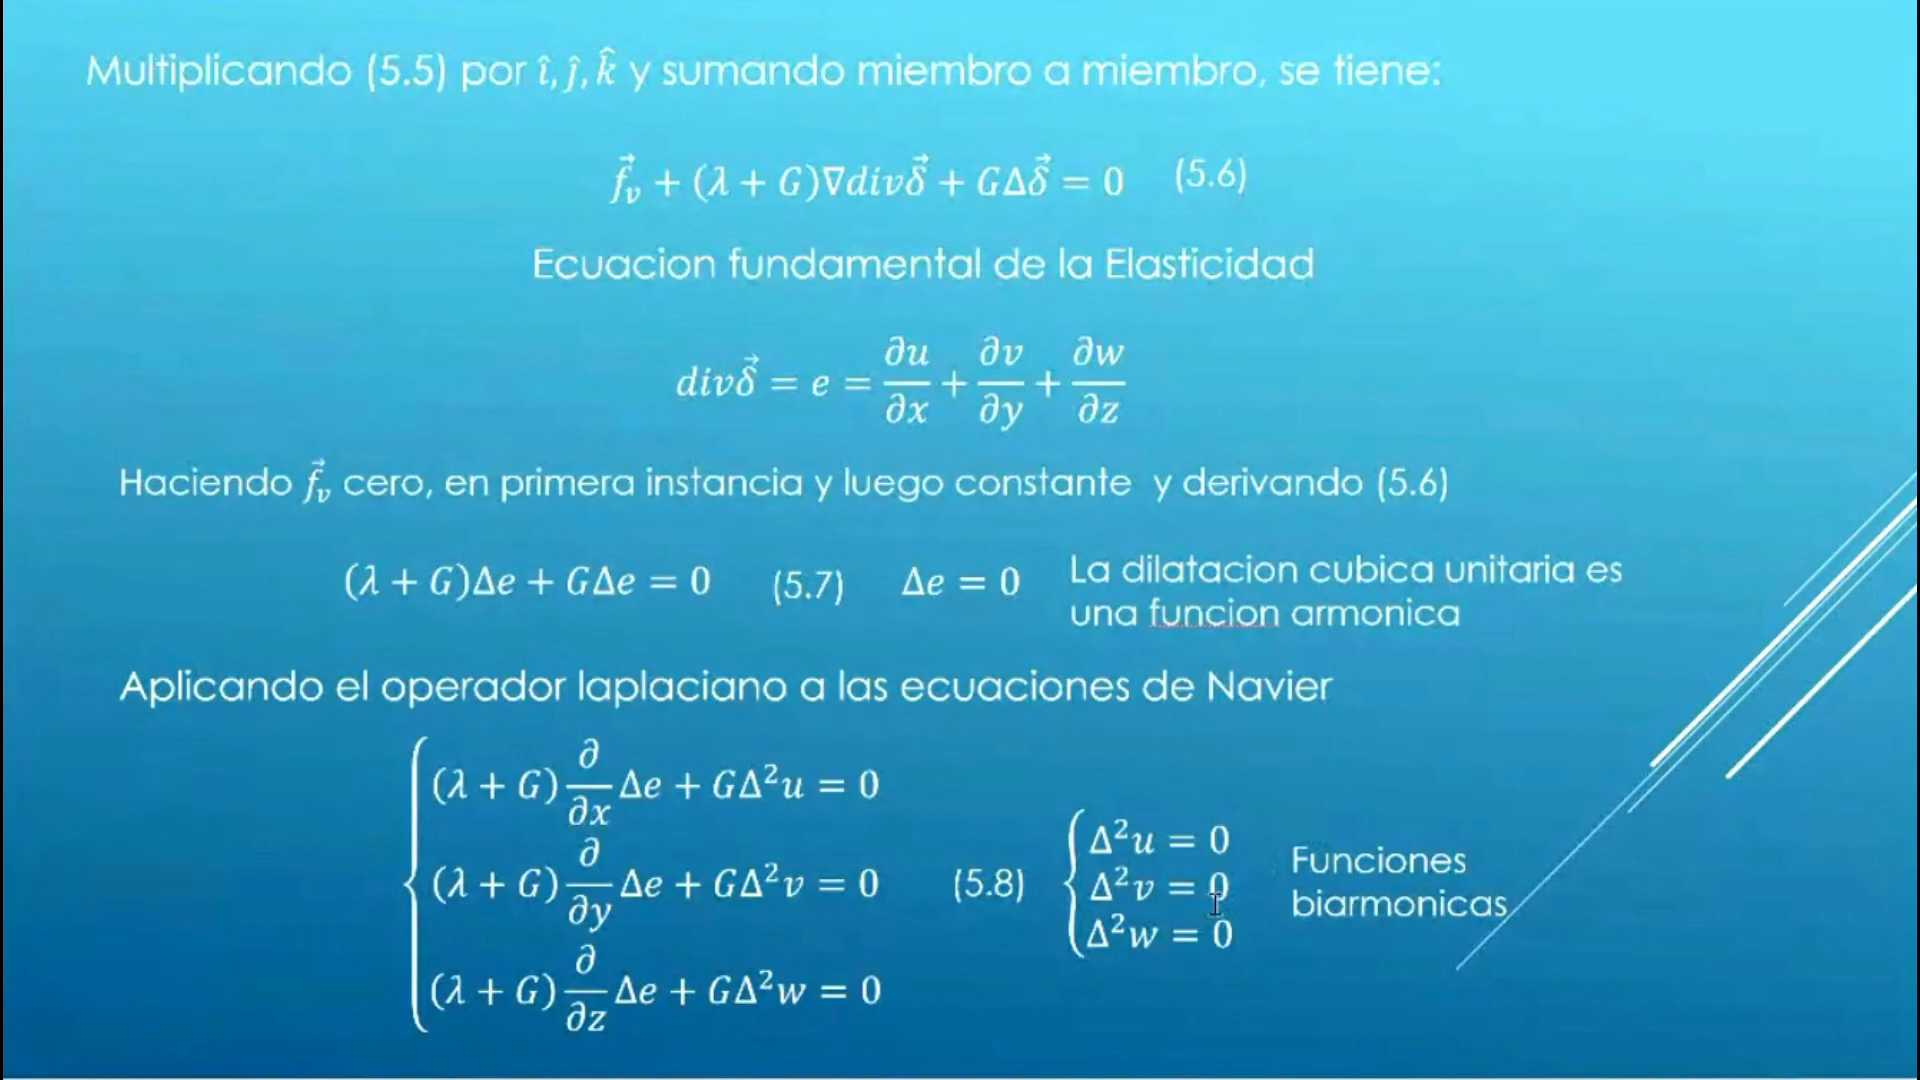 Multiplicando (5.5) por î, ĵ, k̂ y sumando miembro a miembro, se tiene:
f⃗ᵥ + (λ + G)∇divδ⃗ + GΔδ⃗ = 0 (5.6)
Ecuacion fundamental de la Elasticidad
divδ⃗ = e = ∂u/∂x + ∂v/∂y + ∂w/∂z
Haciendo f⃗ᵥ cero, en primera instancia y luego constante y derivando (5.6)
(λ + G)Δe + GΔe = 0 (5.7) Δe = 0 La dilatacion cubica unitaria es
una funcion armonica
Aplicando el operador laplaciano a las ecuaciones de Navier
(λ + G) ∂/∂x Δe + GΔ²u = 0
(λ + G) ∂/∂y Δe + GΔ²v = 0 (5.8)
(λ + G) ∂/∂z Δe + GΔ²w = 0
Δ²u = 0
Δ²v = 0
Δ²w = 0
Funciones
biarmonicas